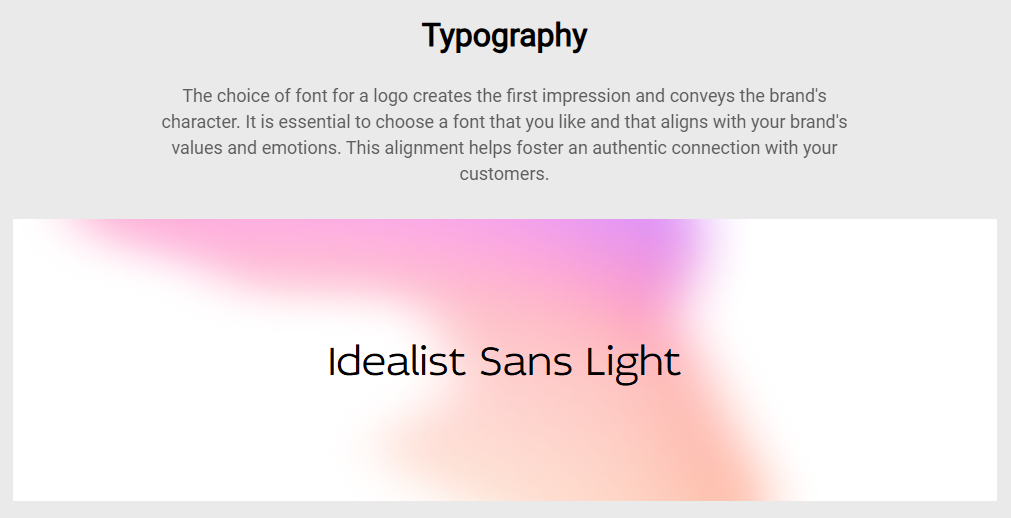 Typography
The choice of font for a logo creates the first impression and conveys the brand's
character. It is essential to choose a font that you like and that aligns with your brand's
values and emotions. This alignment helps foster an authentic connection with your
customers.
Idealist Sans Light